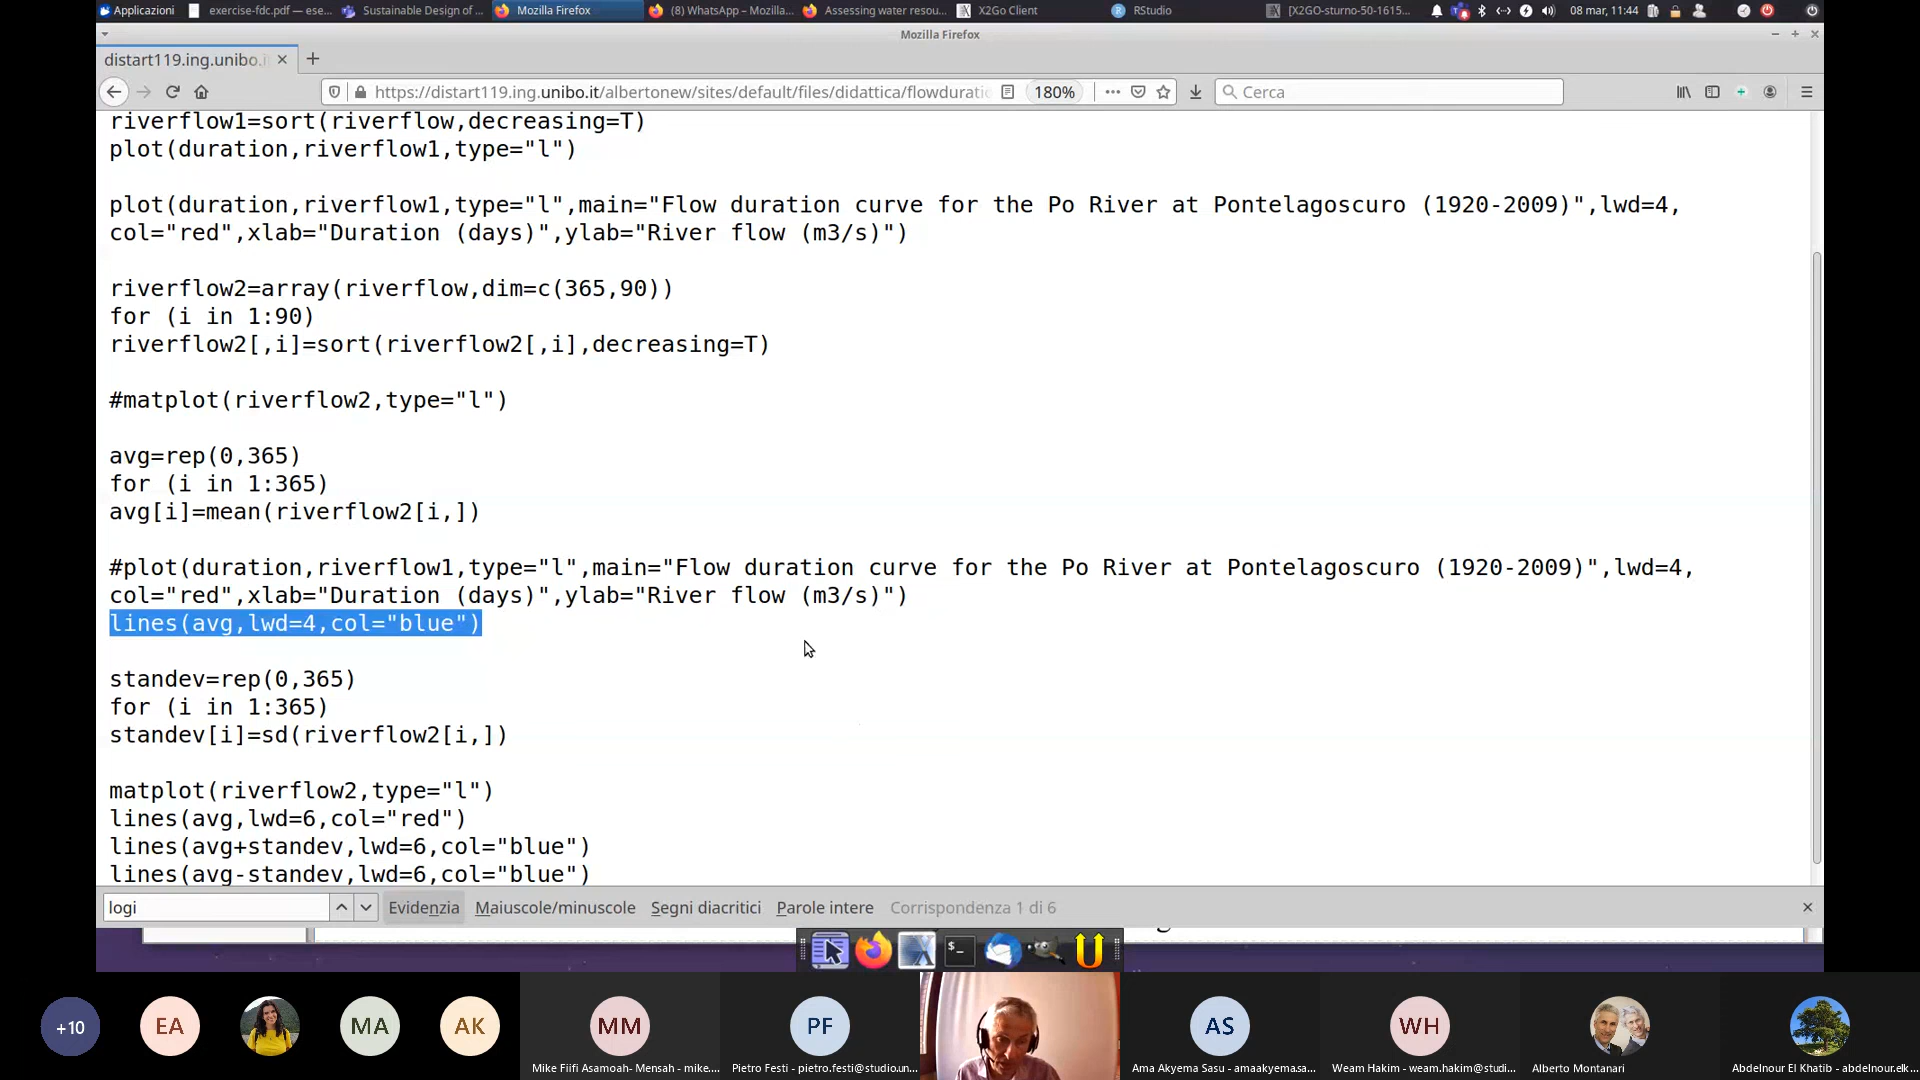 Applicazioni
exercise-fdc.pdf — ese...
Sustainable Design of ...
Mozilla Firefox
(8) WhatsApp – Mozilla...
Assessing water resou...
X2Go Client
RStudio
[X2GO-sturno-50-1615...
08 mar, 11:44
Mozilla Firefox
distart119.ing.unibo.i
https://distart119.ing.unibo.it/albertonew/sites/default/files/didattica/flowduratio
180%
Cerca
riverflow1=sort(riverflow,decreasing=T)
plot(duration,riverflow1,type="l")
plot(duration,riverflow1,type="l",main="Flow duration curve for the Po River at Pontelagoscuro (1920-2009)",lwd=4,
col="red",xlab="Duration (days)",ylab="River flow (m3/s)")
riverflow2=array(riverflow,dim=c(365,90))
for (i in 1:90)
riverflow2[,i]=sort(riverflow2[,i],decreasing=T)
#matplot(riverflow2,type="l")
avg=rep(0,365)
for (i in 1:365)
avg[i]=mean(riverflow2[i,])
#plot(duration,riverflow1,type="l",main="Flow duration curve for the Po River at Pontelagoscuro (1920-2009)",lwd=4,
col="red",xlab="Duration (days)",ylab="River flow (m3/s)")
lines(avg,lwd=4,col="blue")
standev=rep(0,365)
for (i in 1:365)
standev[i]=sd(riverflow2[i,])
matplot(riverflow2,type="l")
lines(avg,lwd=6,col="red")
lines(avg+standev,lwd=6,col="blue")
lines(avg-standev,lwd=6,col="blue")
logi
Evidenzia
Maiuscole/minuscole
Segni diacritici
Parole intere
Corrispondenza 1 di 6
+10
EA
MA
AK
MM
PF
AS
WH
Mike Fiifi Asamoah- Mensah - mike....
Pietro Festi - pietro.festi@studio.un...
Ama Akyema Sasu - amaakyema.sa...
Weam Hakim - weam.hakim@studi...
Alberto Montanari
Abdelnour El Khatib - abdelnour.elk...